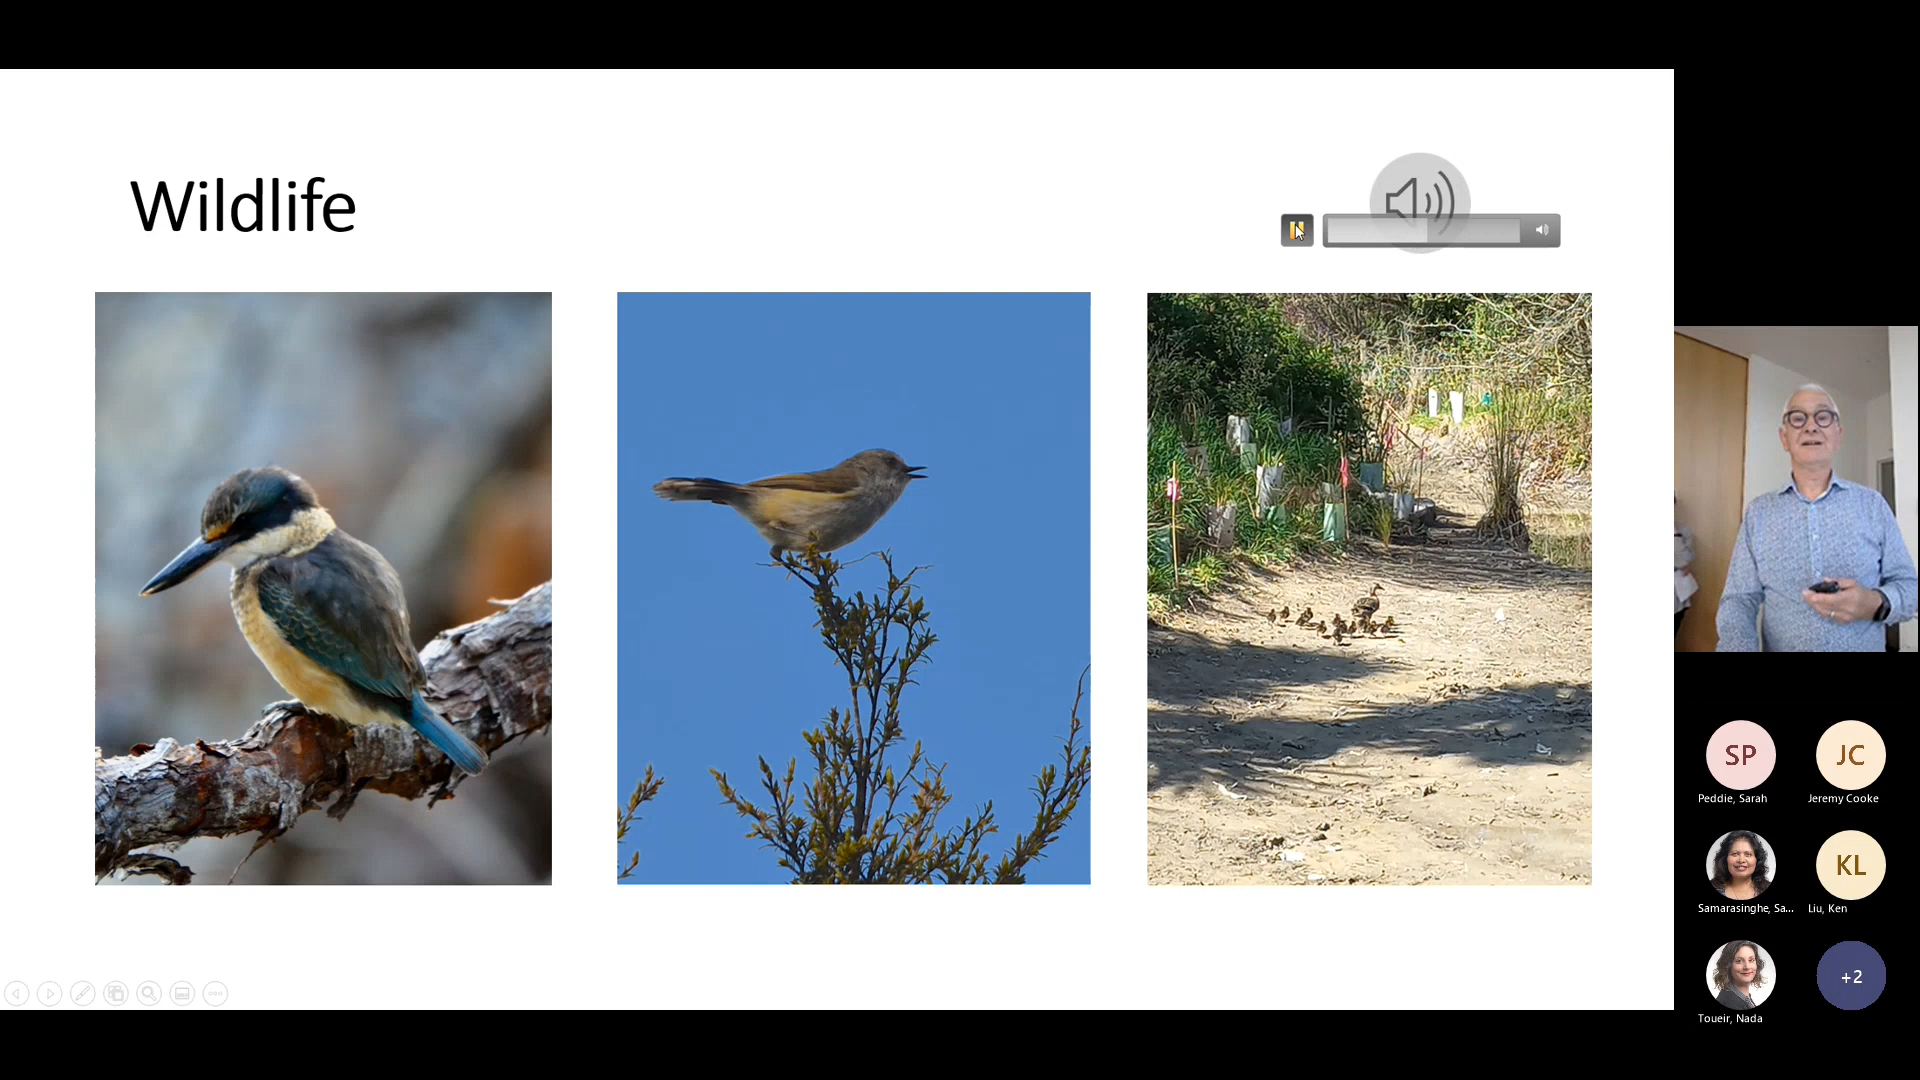 Wildlife
SP
JC
Peddie, Sarah
Jeremy Cooke
KL
Samarasinghe, Sa...
Liu, Ken
+2
Toueir, Nada